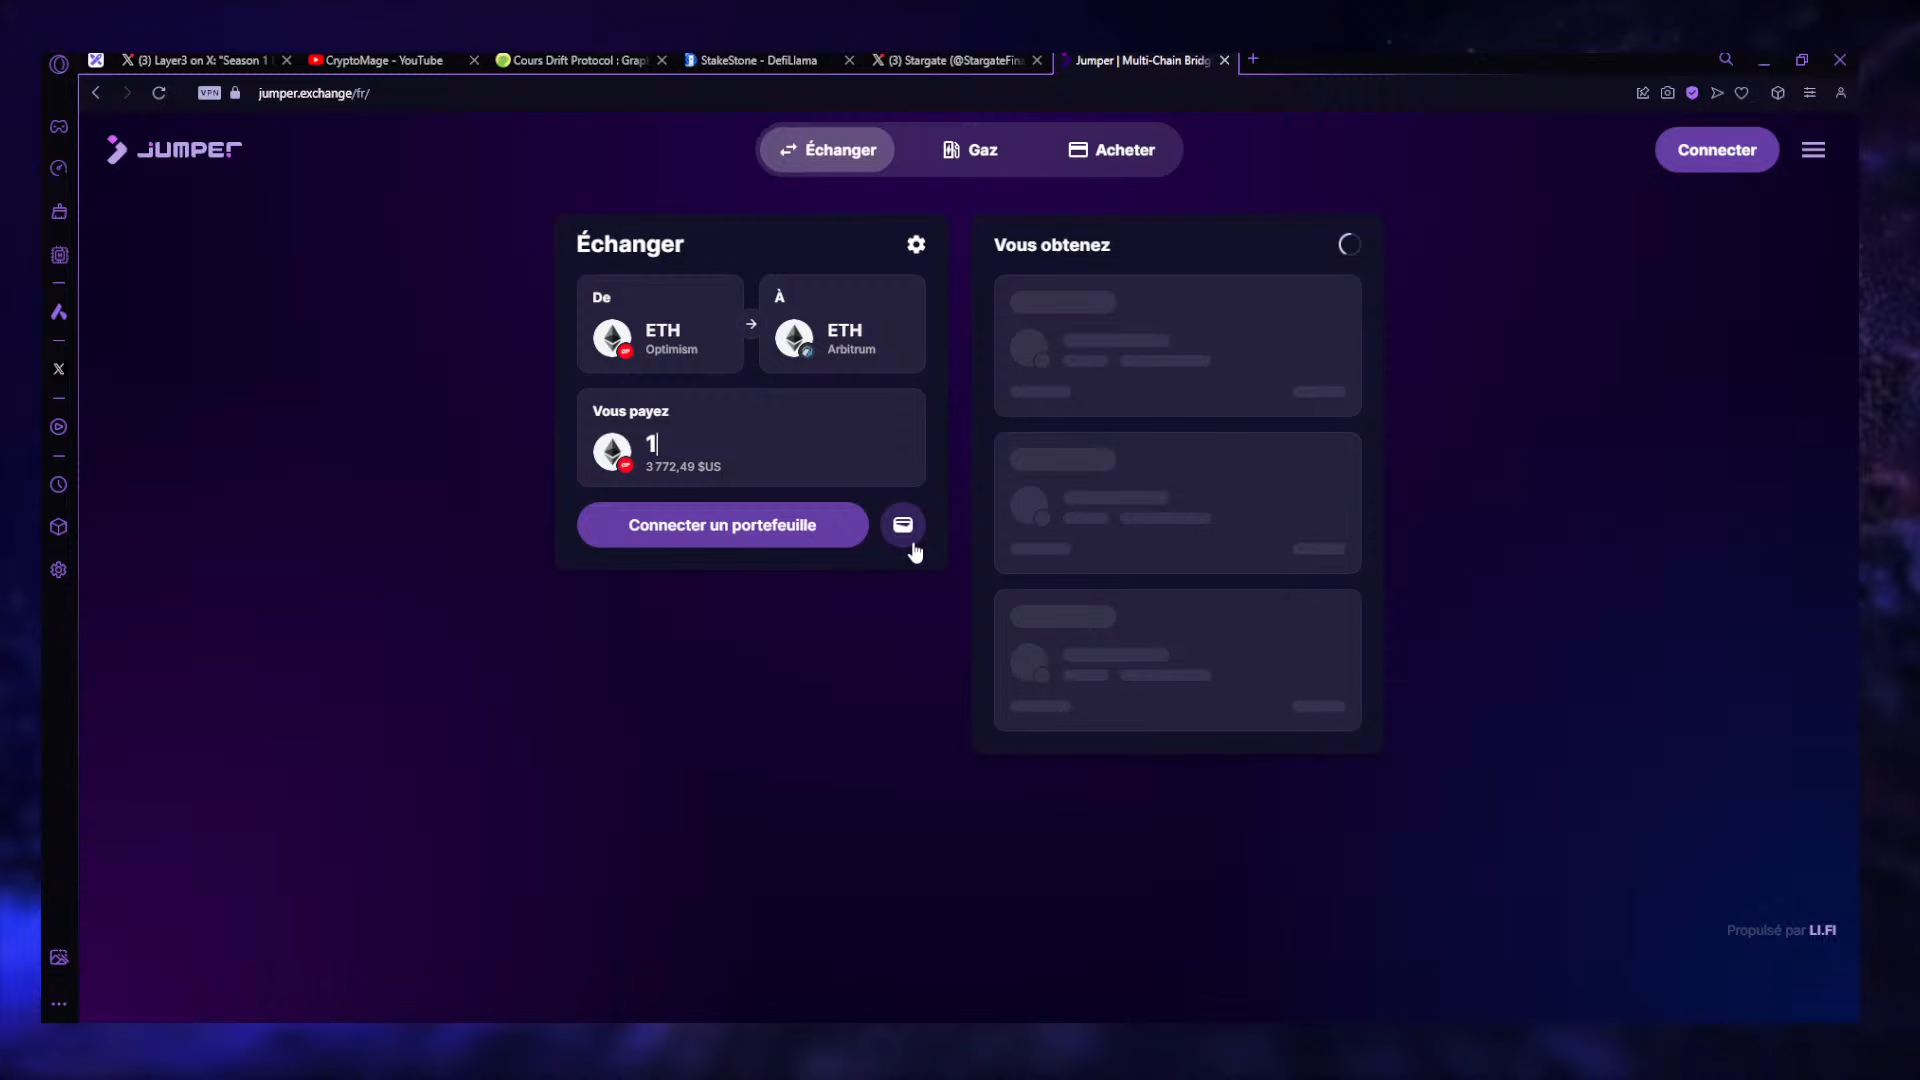 (3) Layer3 on X: "Season 1
CryptoMage - YouTube
Cours Drift Protocol : Grap
StakeStone - DefiLlama
(3) Stargate (@StargateFina
Jumper | Multi-Chain Bridg
VPN
jumper.exchange/fr/
JUMPER
Échanger
Gaz
Acheter
Connecter
Échanger
De
ETH
Optimism
À
ETH
Arbitrum
Vous payez
1
3 772,49 $US
Connecter un portefeuille
Vous obtenez
Propulsé par LI.FI